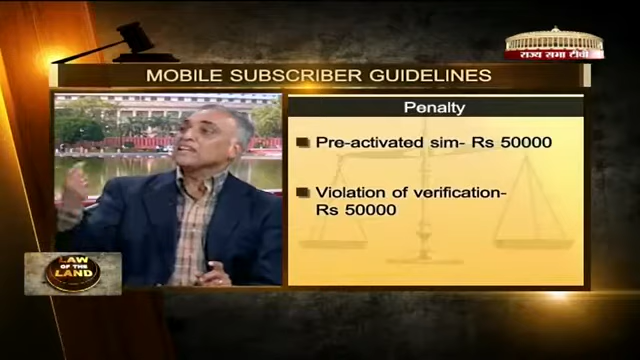 राज्य सभा टीवी
MOBILE SUBSCRIBER GUIDELINES
Penalty
Pre-activated sim- Rs 50000
Violation of verification-
Rs 50000
LAW
OF THE
LAND